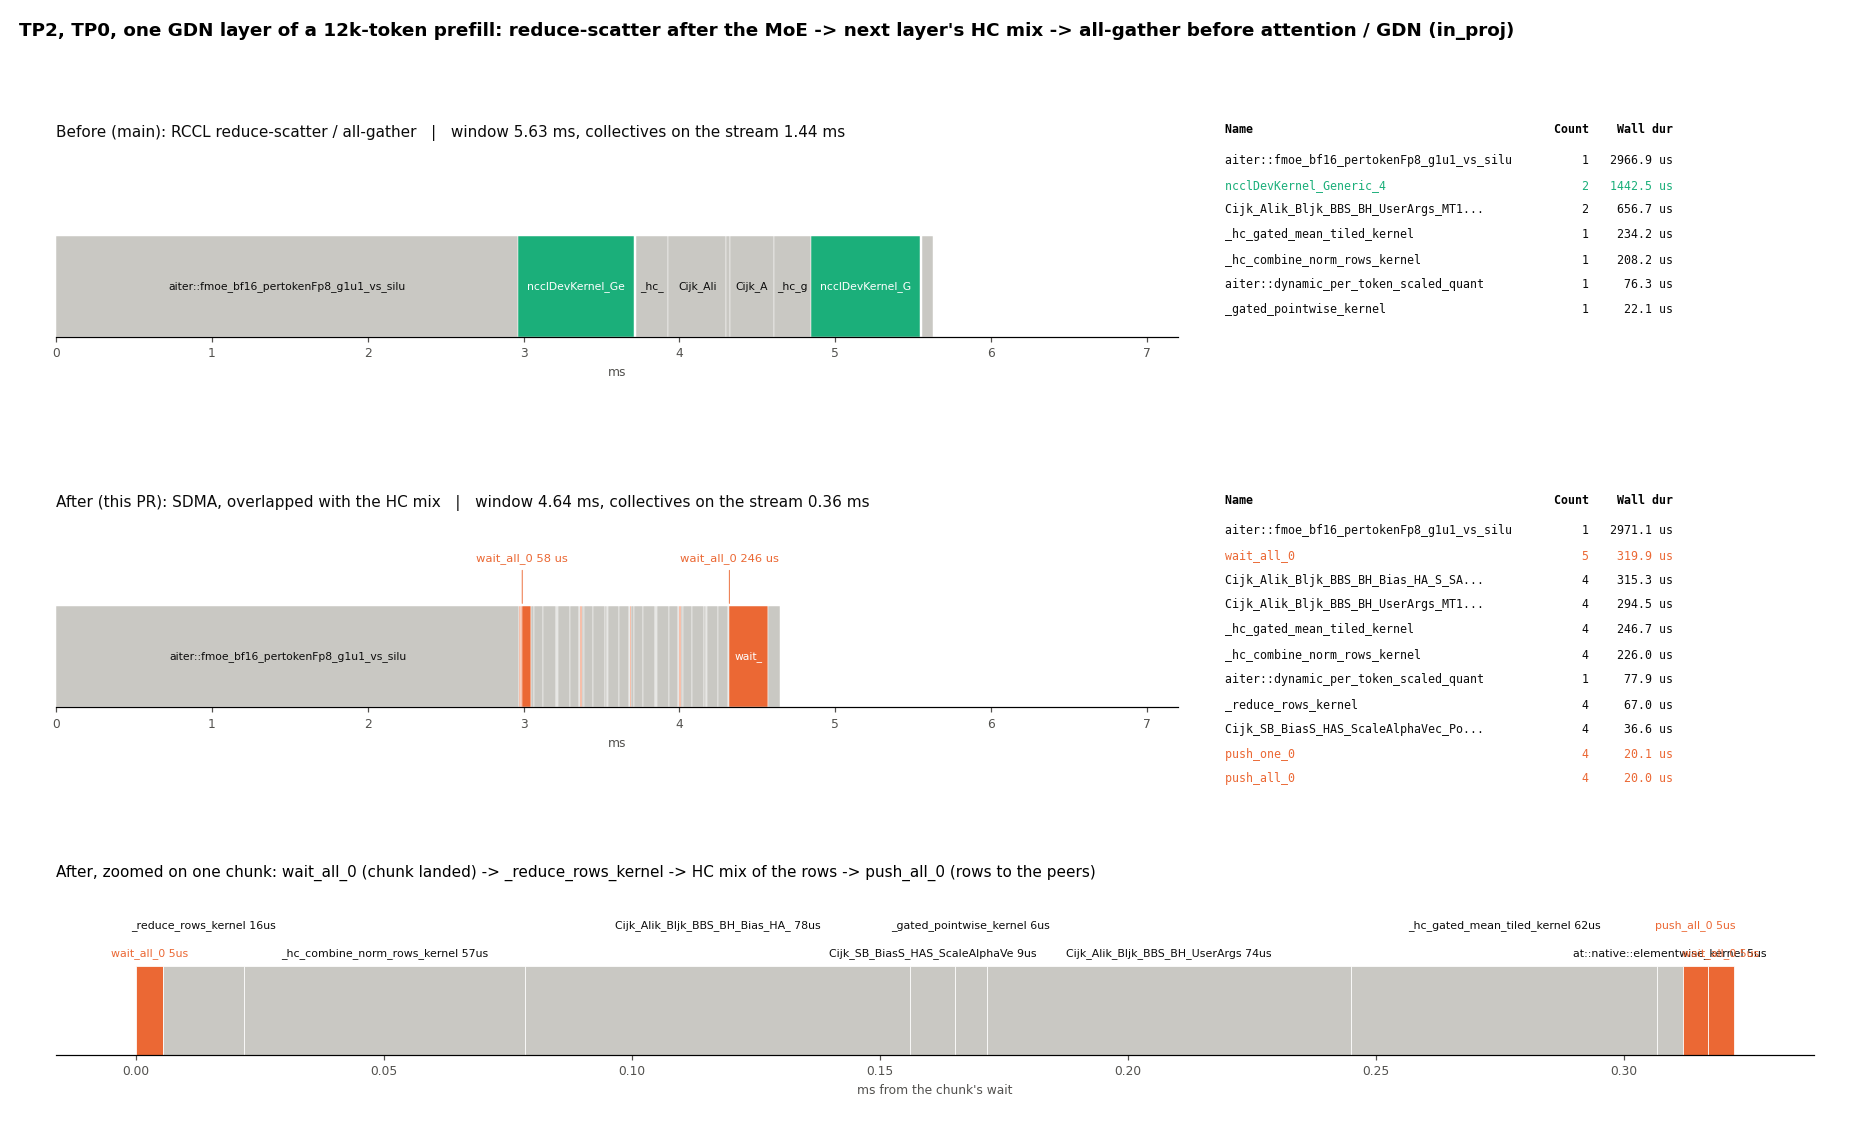 TP2, TP0, one GDN layer of a 12k-token prefill: reduce-scatter after the MoE -> next layer's HC mix -> all-gather before attention / GDN (in_proj)
Before (main): RCCL reduce-scatter / all-gather | window 5.63 ms, collectives on the stream 1.44 ms
aiter::fmoe_bf16_pertokenFp8_g1u1_vs_silu ncclDevKernel_Ge _hc_ Cijk_Ali Cijk_A _hc_g ncclDevKernel_G
0 1 2 3 4 5 6 7
ms
Name Count Wall dur
aiter::fmoe_bf16_pertokenFp8_g1u1_vs_silu 1 2966.9 us
ncclDevKernel_Generic_4 2 1442.5 us
Cijk_Alik_Bljk_BBS_BH_UserArgs_MT1... 2 656.7 us
_hc_gated_mean_tiled_kernel 1 234.2 us
_hc_combine_norm_rows_kernel 1 208.2 us
aiter::dynamic_per_token_scaled_quant 1 76.3 us
_gated_pointwise_kernel 1 22.1 us
After (this PR): SDMA, overlapped with the HC mix | window 4.64 ms, collectives on the stream 0.36 ms
wait_all_0 58 us wait_all_0 246 us
aiter::fmoe_bf16_pertokenFp8_g1u1_vs_silu wait_
0 1 2 3 4 5 6 7
ms
Name Count Wall dur
aiter::fmoe_bf16_pertokenFp8_g1u1_vs_silu 1 2971.1 us
wait_all_0 5 319.9 us
Cijk_Alik_Bljk_BBS_BH_Bias_HA_S_SA... 4 315.3 us
Cijk_Alik_Bljk_BBS_BH_UserArgs_MT1... 4 294.5 us
_hc_gated_mean_tiled_kernel 4 246.7 us
_hc_combine_norm_rows_kernel 4 226.0 us
aiter::dynamic_per_token_scaled_quant 1 77.9 us
_reduce_rows_kernel 4 67.0 us
Cijk_SB_BiasS_HAS_ScaleAlphaVec_Po... 4 36.6 us
push_one_0 4 20.1 us
push_all_0 4 20.0 us
After, zoomed on one chunk: wait_all_0 (chunk landed) -> _reduce_rows_kernel -> HC mix of the rows -> push_all_0 (rows to the peers)
_reduce_rows_kernel 16us Cijk_Alik_Bljk_BBS_BH_Bias_HA_ 78us _gated_pointwise_kernel 6us _hc_gated_mean_tiled_kernel 62us push_all_0 5us
wait_all_0 5us _hc_combine_norm_rows_kernel 57us Cijk_SB_BiasS_HAS_ScaleAlphaVe 9us Cijk_Alik_Bljk_BBS_BH_UserArgs 74us at::native::elementwise_kernel 5us
0.00 0.05 0.10 0.15 0.20 0.25 0.30
ms from the chunk's wait